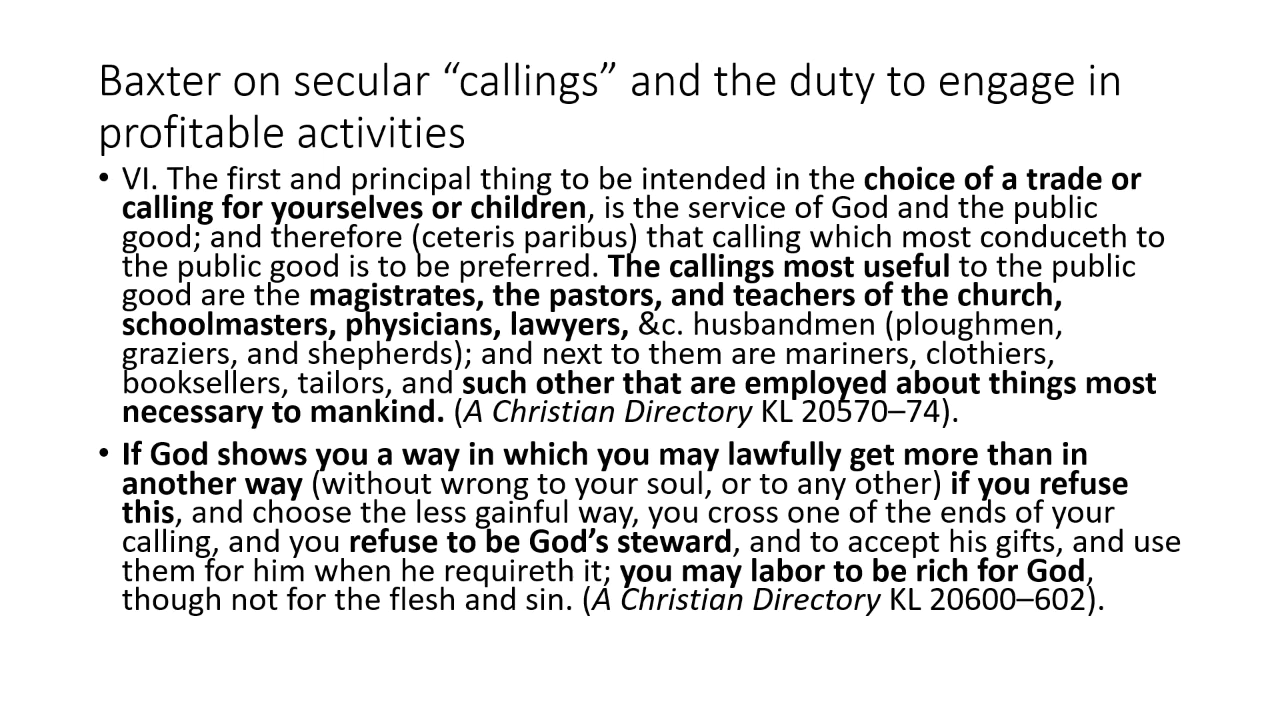 Baxter on secular “callings” and the duty to engage in
profitable activities
• VI. The first and principal thing to be intended in the choice of a trade or
calling for yourselves or children, is the service of God and the public
good; and therefore (ceteris paribus) that calling which most conduceth to
the public good is to be preferred. The callings most useful to the public
good are the magistrates, the pastors, and teachers of the church,
schoolmasters, physicians, lawyers, &c. husbandmen (ploughmen,
graziers, and shepherds); and next to them are mariners, clothiers,
booksellers, tailors, and such other that are employed about things most
necessary to mankind. (A Christian Directory KL 20570–74).
• If God shows you a way in which you may lawfully get more than in
another way (without wrong to your soul, or to any other) if you refuse
this, and choose the less gainful way, you cross one of the ends of your
calling, and you refuse to be God’s steward, and to accept his gifts, and use
them for him when he requireth it; you may labor to be rich for God,
though not for the flesh and sin. (A Christian Directory KL 20600–602).